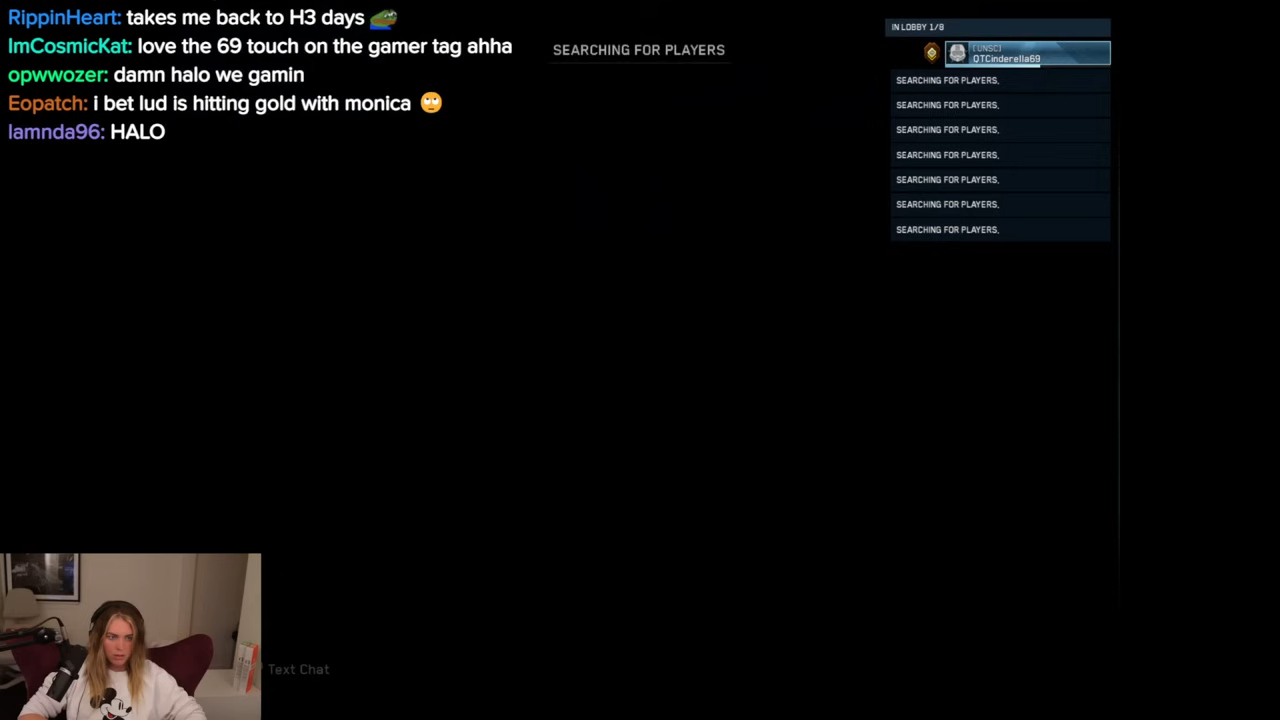 RippinHeart: takes me back to H3 days
ImCosmicKat: love the 69 touch on the gamer tag ahha
opwwozer: damn halo we gamin
Eopatch: i bet lud is hitting gold with monica 🙄
lamnda96: HALO
SEARCHING FOR PLAYERS
IN LOBBY 1/8
[UNSC]
QTCinderella69
SEARCHING FOR PLAYERS.
SEARCHING FOR PLAYERS.
SEARCHING FOR PLAYERS.
SEARCHING FOR PLAYERS.
SEARCHING FOR PLAYERS.
SEARCHING FOR PLAYERS.
SEARCHING FOR PLAYERS.
Text Chat